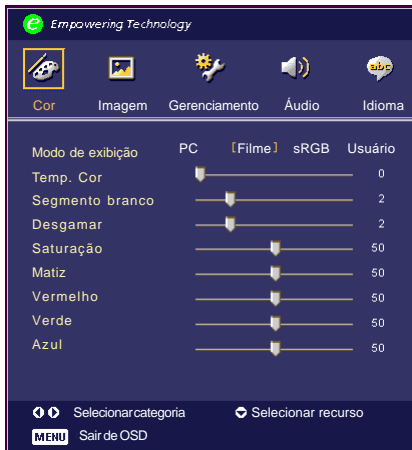 e Empowering Technology
abc
Cor Imagem Gerenciamento Áudio Idioma
Modo de exibição PC [Filme] sRGB Usuário
Temp. Cor 0
Segmento branco 2
Desgamar 2
Saturação 50
Matiz 50
Vermelho 50
Verde 50
Azul 50
Selecionarcategoria Selecionar recurso
MENU Sair de OSD